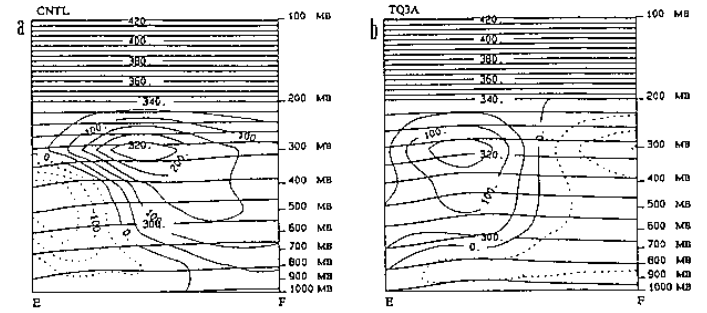 a CNTL
420
100 MB
400.
380.
360.
340.
200 MB
100.
100.
320.
0
200.
300 MB
400 MB
-100
100.
500 MB
300.
600 MB
0
700 MB
800 MB
900 MB
1000 MB
E F
b TQ3A
420.
100 MB
400.
380.
360.
340.
200 MB
100.
0
300 MB
320.
400 MB
100.
500 MB
600 MB
300.
0.
700 MB
800 MB
900 MB
1000 MB
E F